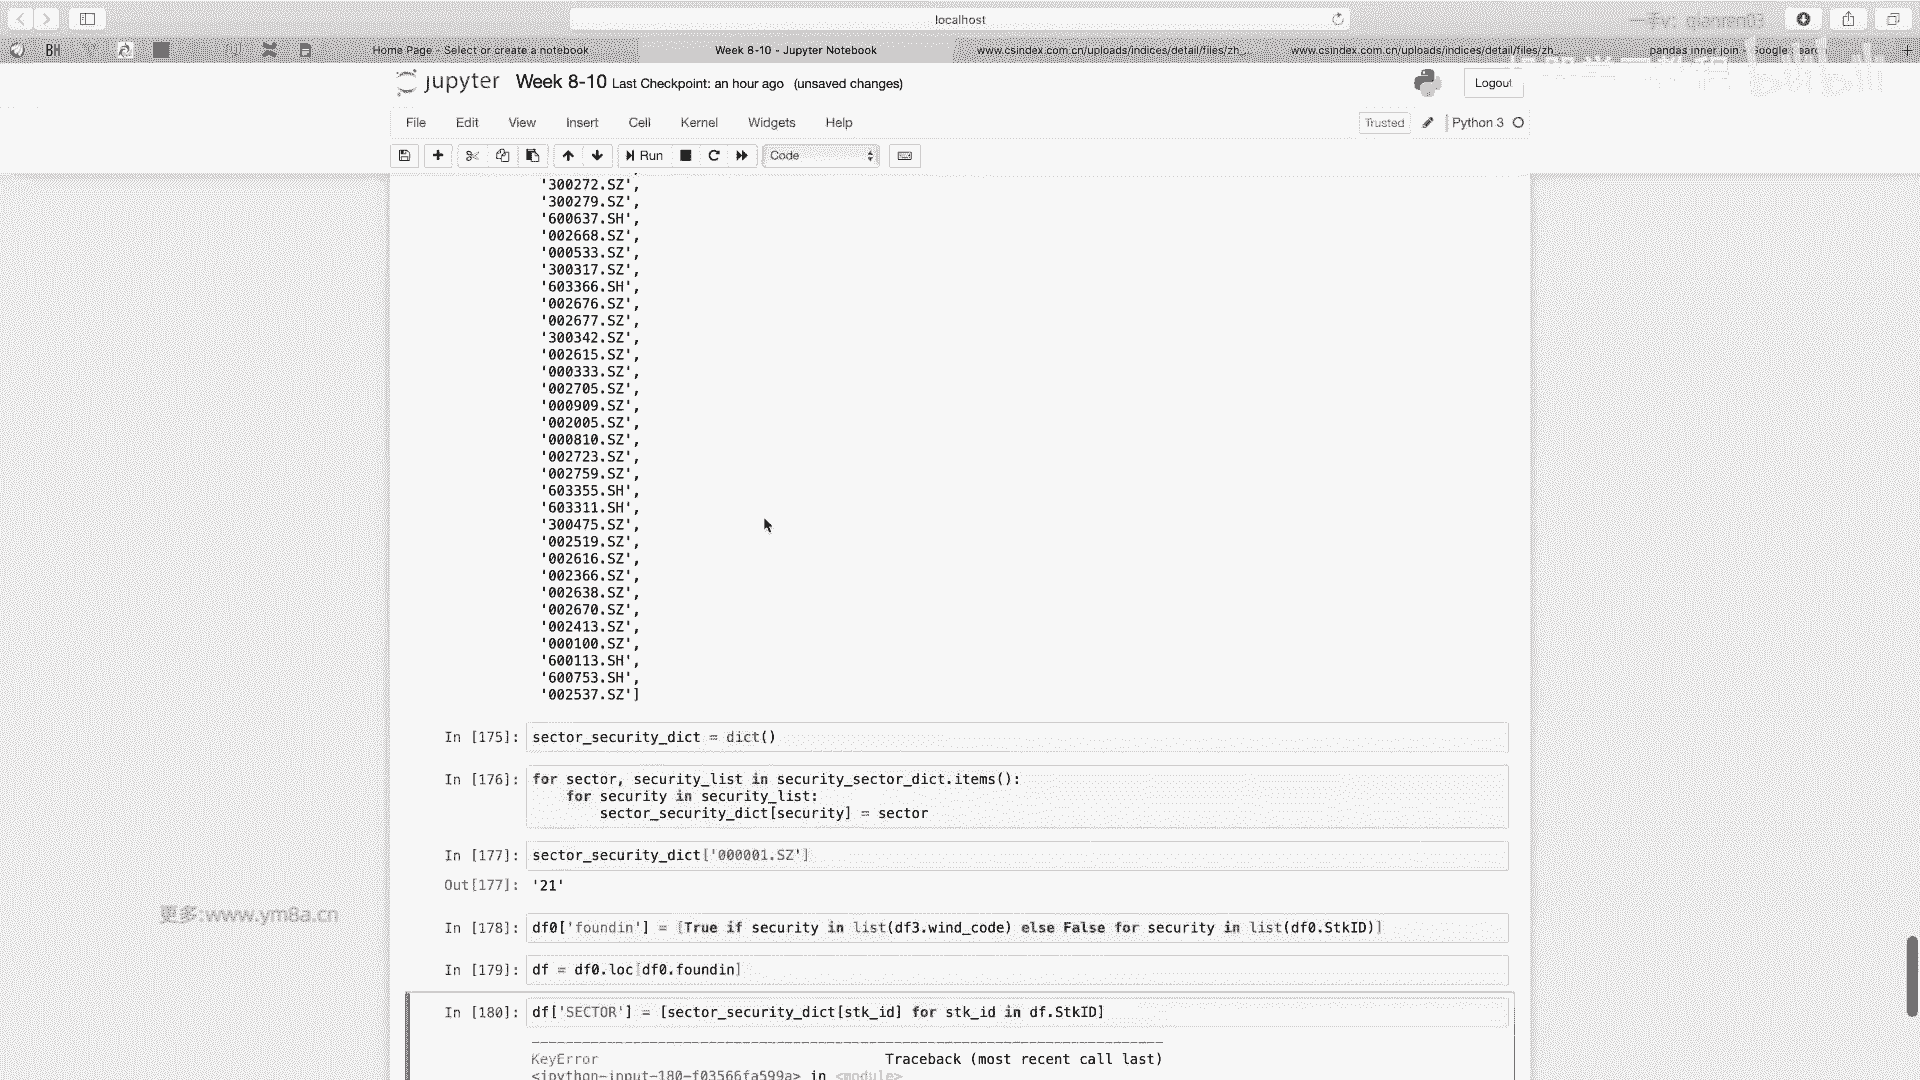 localhost
一手v: qianren03
BH
Home Page - Select or create a notebook
Week 8-10 - Jupyter Notebook
www.csindex.com.cn/uploads/indices/detail/files/zh_...
www.csindex.com.cn/uploads/indices/detail/files/zh_...
pandas inner join - Google
jupyter Week 8-10 Last Checkpoint: an hour ago (unsaved changes)
Logout
File Edit View Insert Cell Kernel Widgets Help
Trusted
Python 3
Run
Code
'300272.SZ',
'300279.SZ',
'600637.SH',
'002668.SZ',
'000533.SZ',
'300317.SZ',
'603366.SH',
'002676.SZ',
'002677.SZ',
'300342.SZ',
'002615.SZ',
'000333.SZ',
'002705.SZ',
'000909.SZ',
'002005.SZ',
'000810.SZ',
'002723.SZ',
'002759.SZ',
'603355.SH',
'603311.SH',
'300475.SZ',
'002519.SZ',
'002616.SZ',
'002366.SZ',
'002638.SZ',
'002670.SZ',
'002413.SZ',
'000100.SZ',
'600113.SH',
'600753.SH',
'002537.SZ']
In [175]: sector_security_dict = dict()
In [176]: for sector, security_list in security_sector_dict.items():
for security in security_list:
sector_security_dict[security] = sector
In [177]: sector_security_dict['000001.SZ']
Out[177]: '21'
更多:www.ym8a.cn
In [178]: df0['foundin'] = [True if security in list(df3.wind_code) else False for security in list(df0.StkID)]
In [179]: df = df0.loc[df0.foundin]
In [180]: df['SECTOR'] = [sector_security_dict[stk_id] for stk_id in df.StkID]
KeyError Traceback (most recent call last)
<ipython-input-180-f03566fa599a> in <module>